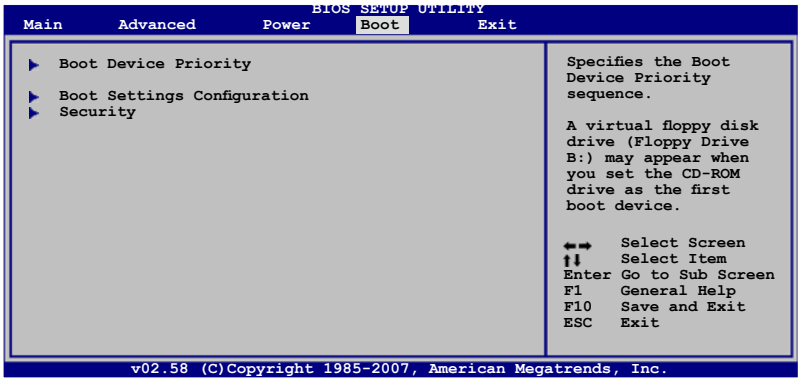 BIOS SETUP UTILITY
Main Advanced Power Boot Exit
Boot Device Priority
Boot Settings Configuration
Security
Specifies the Boot
Device Priority
sequence.
A virtual floppy disk
drive (Floppy Drive
B:) may appear when
you set the CD-ROM
drive as the first
boot device.
Select Screen
Select Item
Enter Go to Sub Screen
F1 General Help
F10 Save and Exit
ESC Exit
v02.58 (C)Copyright 1985-2007, American Megatrends, Inc.